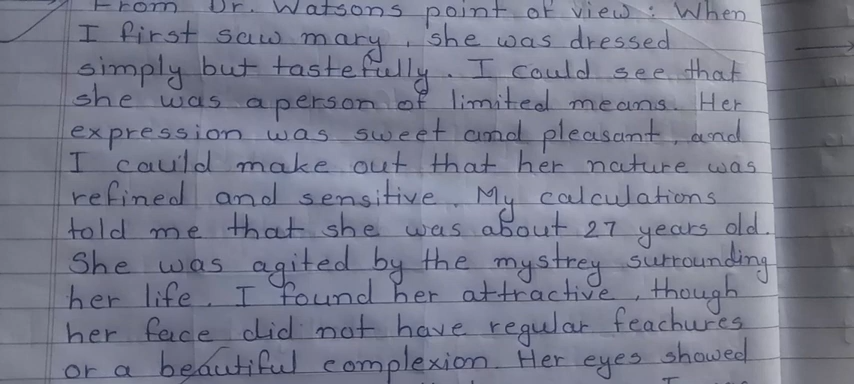 From Dr. Watsons point of view : When
I first saw mary , she was dressed
simply but tastefully . I could see that
she was a person of limited means. Her
expression was sweet and pleasant , and
I could make out that her nature was
refined and sensitive . My calculations
told me that she was about 27 years old.
She was agited by the mystrey surrounding
her life . I found her attractive , though
her face did not have regular feachures
or a beautiful complexion. Her eyes showed
I